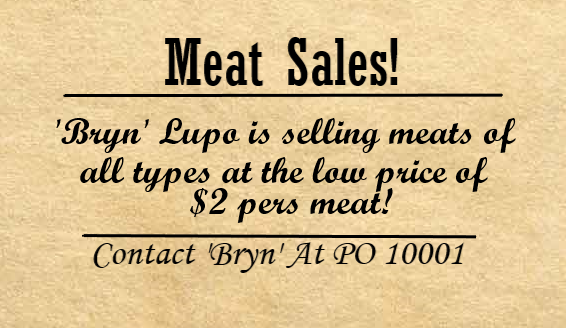 Meat Sales!
'Bryn' Lupo is selling meats of
all types at the low price of
$2 pers meat!
Contact 'Bryn' At PO 10001